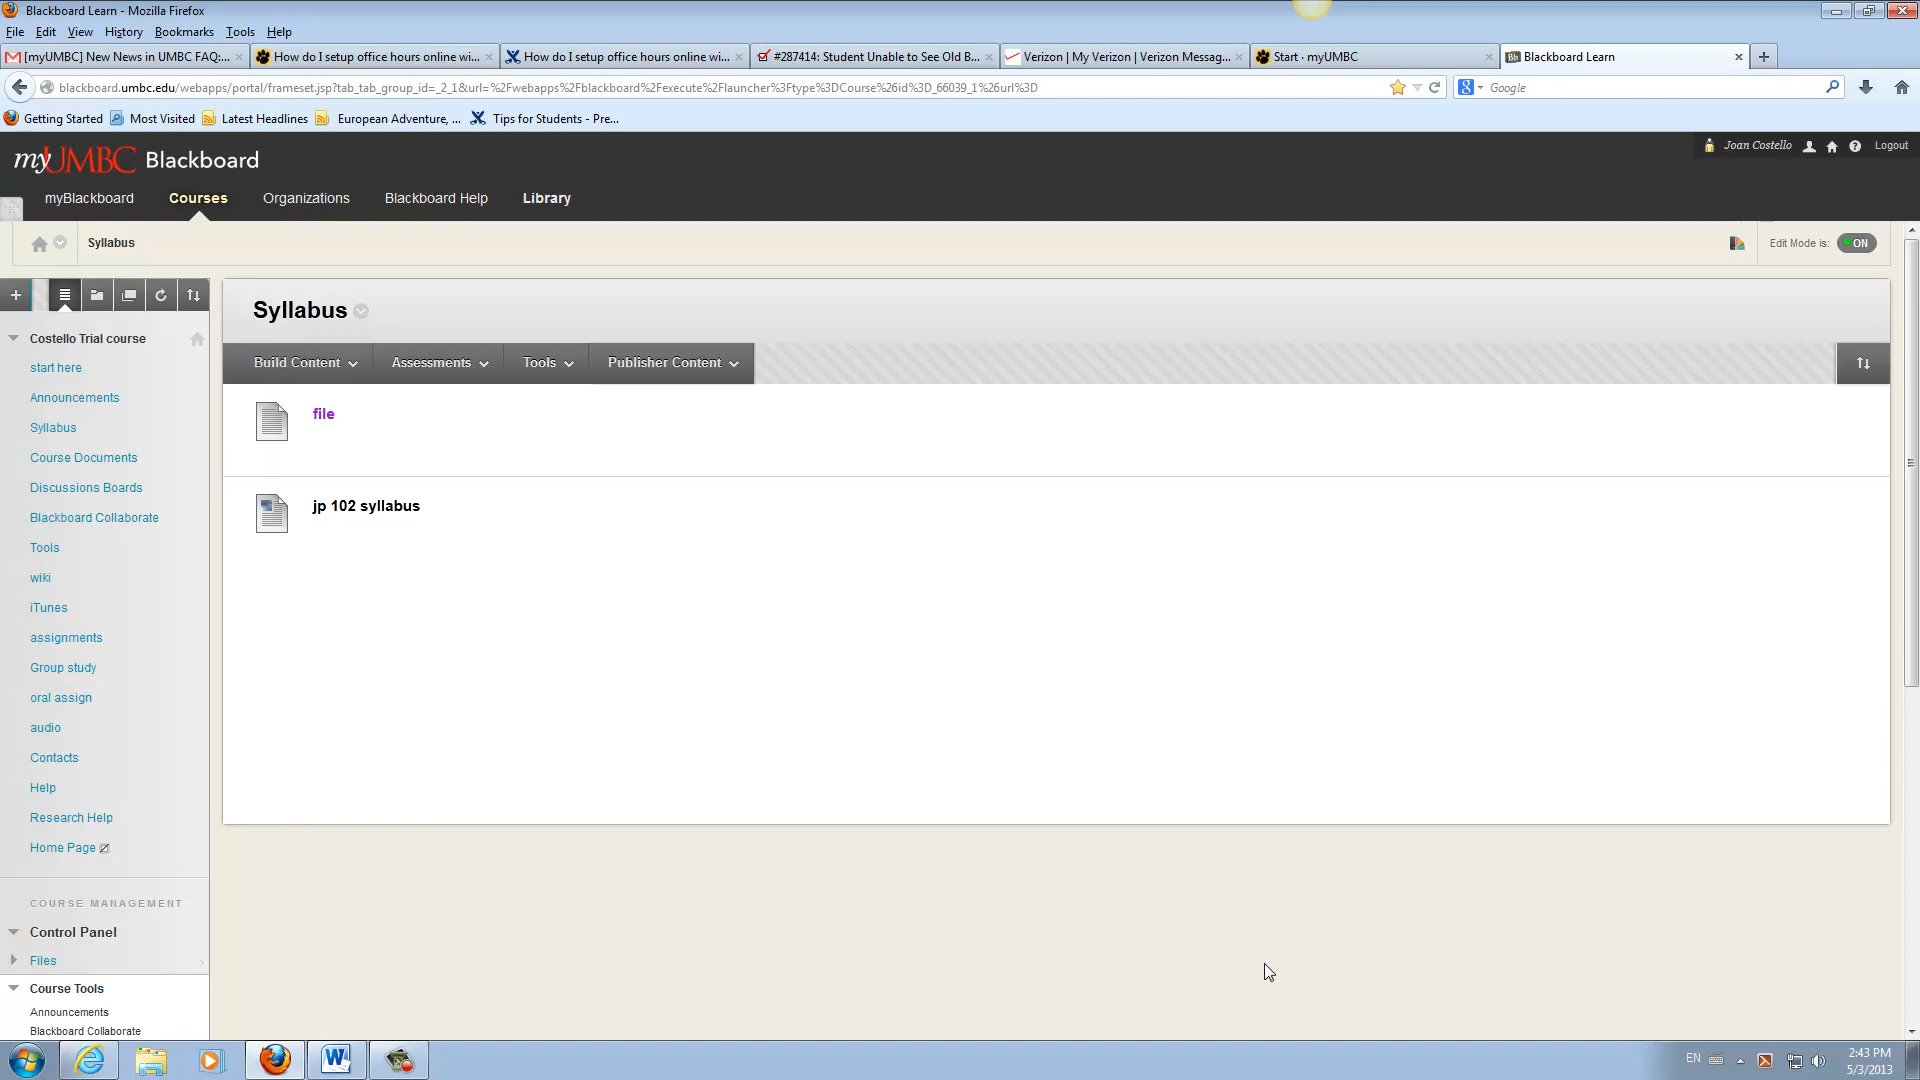 Blackboard Learn - Mozilla Firefox
File Edit View History Bookmarks Tools Help
[myUMBC] New News in UMBC FAQ:... How do I setup office hours online wi... How do I setup office hours online wi... #287414: Student Unable to See Old B... Verizon | My Verizon | Verizon Messag... Start · myUMBC Blackboard Learn
blackboard.umbc.edu/webapps/portal/frameset.jsp?tab_tab_group_id=_2_1&url=%2Fwebapps%2Fblackboard%2Fexecute%2Flauncher%3Ftype%3DCourse%26id%3D_66039_1%26url%3D Google
Getting Started Most Visited Latest Headlines European Adventure, ... Tips for Students - Pre...
myUMBC Blackboard Joan Costello Logout
myBlackboard Courses Organizations Blackboard Help Library
Syllabus Edit Mode is: ON
Syllabus
Build Content Assessments Tools Publisher Content
file
jp 102 syllabus
Costello Trial course
start here
Announcements
Syllabus
Course Documents
Discussions Boards
Blackboard Collaborate
Tools
wiki
iTunes
assignments
Group study
oral assign
audio
Contacts
Help
Research Help
Home Page
COURSE MANAGEMENT
Control Panel
Files
Course Tools
Announcements
Blackboard Collaborate
EN 2:43 PM
5/3/2013